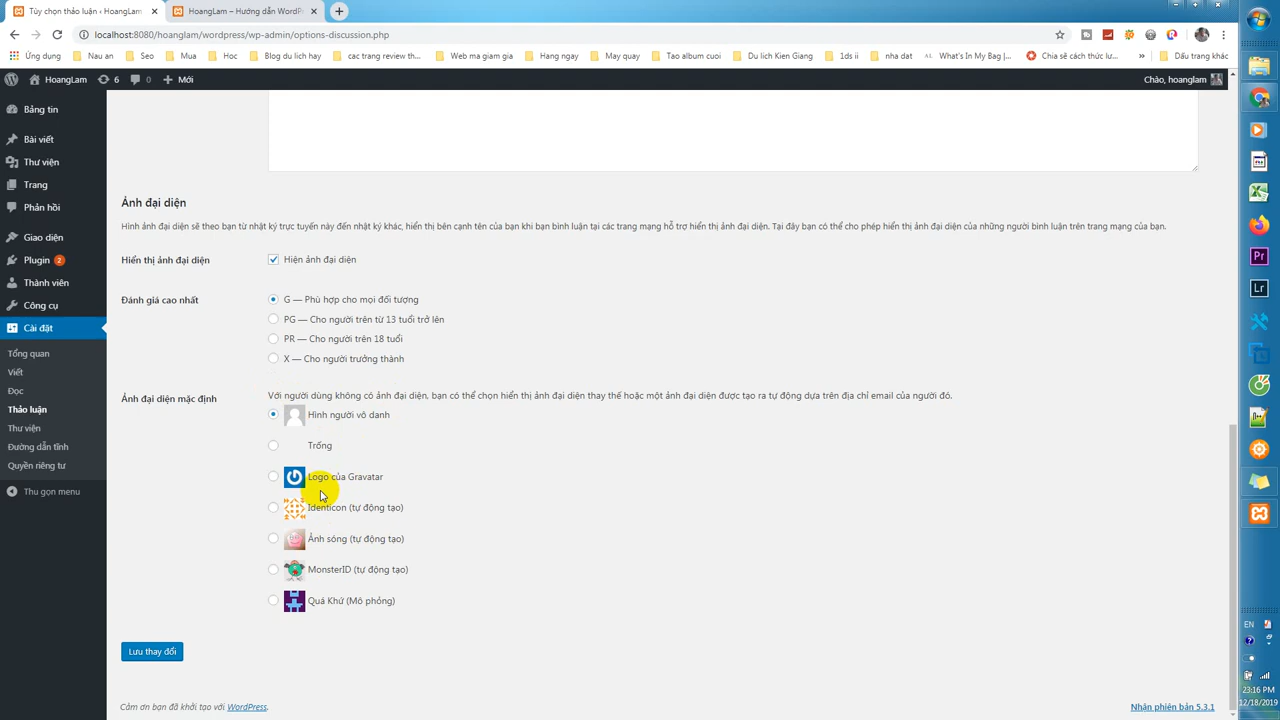 Tùy chọn thảo luận ‹ HoangLam
HoangLam – Hướng dẫn WordPr
localhost:8080/hoanglam/wordpress/wp-admin/options-discussion.php
Ứng dụng
Nau an
Seo
Mua
Hoc
Blog du lich hay
cac trang review th...
Web ma giam gia
Hàng ngay
May quay
Tao album cuoi
Du lich Kien Giang
1ds ii
nha dat
What's In My Bag |...
Chia sẻ cách thức lư...
»
Dấu trang khác
HoangLam
6
0
Mới
Chào, hoanglam
Bảng tin
Bài viết
Thư viện
Trang
Phản hồi
Giao diện
Plugin 2
Thành viên
Công cụ
Cài đặt
Tổng quan
Viết
Đọc
Thảo luận
Thư viện
Đường dẫn tĩnh
Quyền riêng tư
Thu gọn menu
Ảnh đại diện
Hình ảnh đại diện sẽ theo bạn từ nhật ký trực tuyến này đến nhật ký khác, hiển thị bên cạnh tên của bạn khi bạn bình luận tại các trang mạng hỗ trợ hiển thị ảnh đại diện. Tại đây bạn có thể cho phép hiển thị ảnh đại diện của những người bình luận trên trang mạng của bạn.
Hiển thị ảnh đại diện
Hiện ảnh đại diện
Đánh giá cao nhất
G — Phù hợp cho mọi đối tượng
PG — Cho người trên từ 13 tuổi trở lên
PR — Cho người trên 18 tuổi
X — Cho người trưởng thành
Ảnh đại diện mặc định
Với người dùng không có ảnh đại diện, bạn có thể chọn hiển thị ảnh đại diện thay thế hoặc một ảnh đại diện được tạo ra tự động dựa trên địa chỉ email của người đó.
Hình người vô danh
Trống
Logo của Gravatar
Identicon (tự động tạo)
Ảnh sóng (tự động tạo)
MonsterID (tự động tạo)
Quá Khứ (Mô phỏng)
Lưu thay đổi
Cảm ơn bạn đã khởi tạo với WordPress.
Nhận phiên bản 5.3.1
Pr
Lr
EN
23:16 PM
12/18/2019